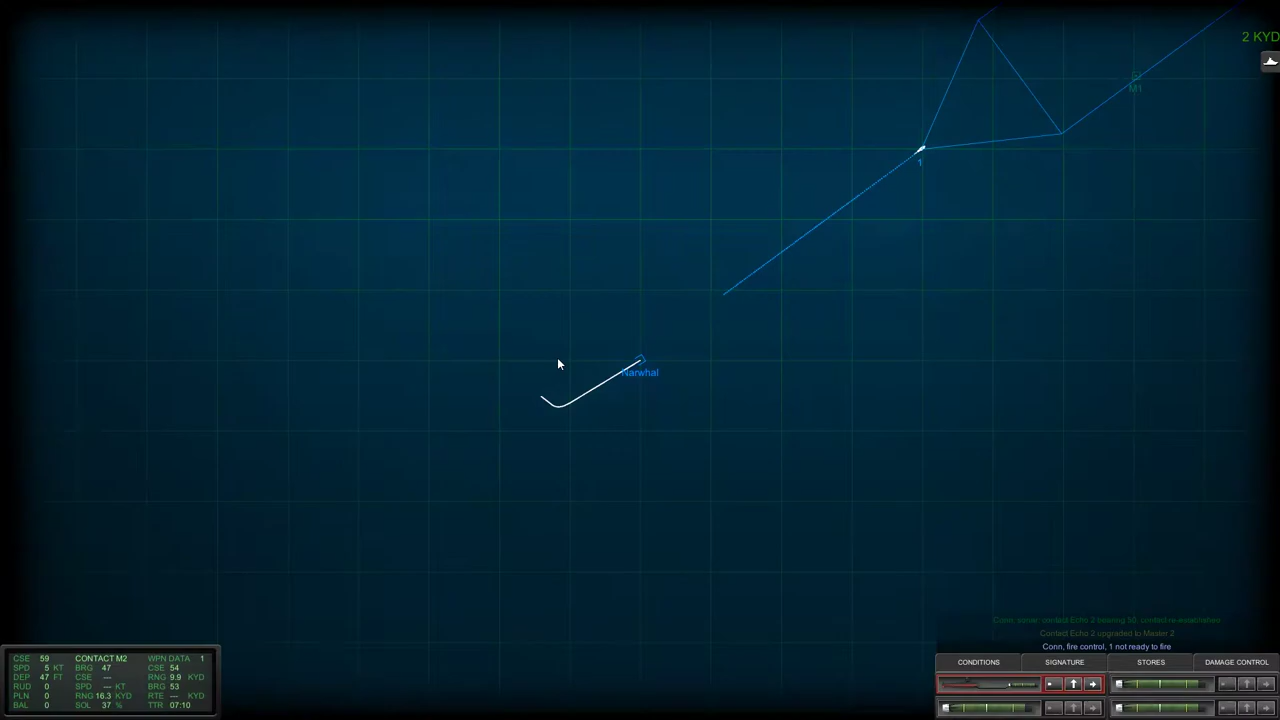 2 KYD
M1
1
Narwhal
Conn, sonar: contact Echo 2 bearing 50, contact re-established
Contact Echo 2 upgraded to Master 2
Conn, fire control, 1 not ready to fire
CONDITIONS SIGNATURE STORES DAMAGE CONTROL
CSE 59 CONTACT M2 WPN DATA 1
SPD 5 KT BRG 47 CSE 54
DEP 47 FT CSE --- RNG 9.9 KYD
RUD 0 SPD --- KT BRG 53
PLN 0 RNG 16.3 KYD RTE --- KYD
BAL 0 SOL 37 % TTR 07:10